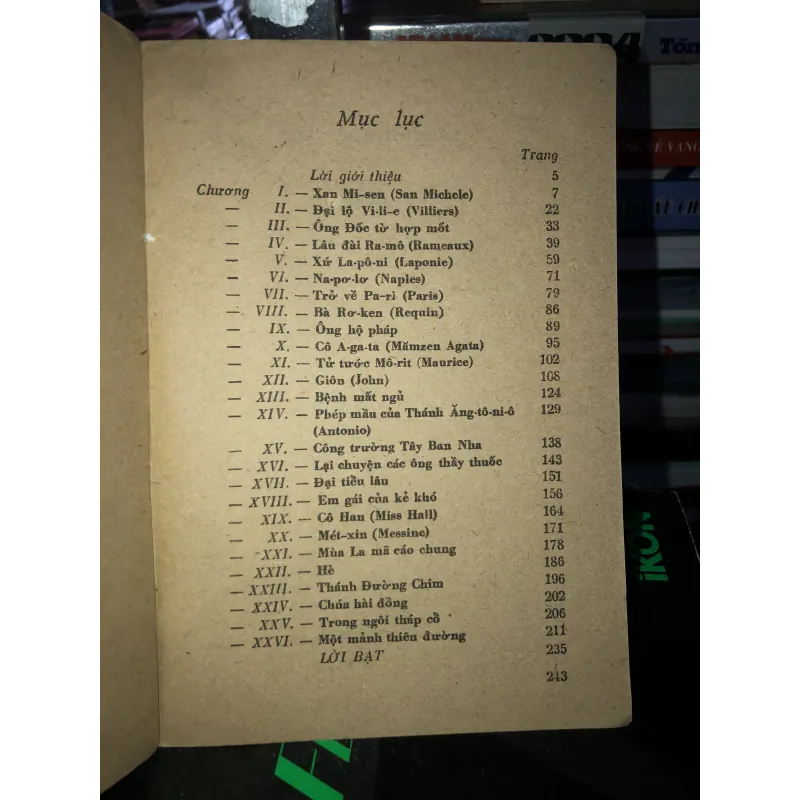 2224
Tốn
VẺ VANG
iKON
Mục lục
Trang
Lời giới thiệu 5
Chương I. — Xan Mi-sen (San Michele) 7
— II. — Đại lộ Vi-li-e (Villiers) 22
— III. — Ông Đốc tờ hợp mốt 33
— IV. — Lâu đài Ra-mô (Rameaux) 39
— V. — Xứ La-pô-ni (Laponie) 59
— VI. — Na-pơ-lơ (Naples) 71
— VII. — Trở về Pa-ri (Paris) 79
— VIII. — Bà Rơ-ken (Requin) 86
— IX. — Ông hộ pháp 89
— X. — Cô A-ga-ta (Mămzen Agata) 95
— XI. — Tử tước Mô-rit (Maurice) 102
— XII. — Giôn (John) 108
— XIII. — Bệnh mất ngủ 124
— XIV. — Phép mầu của Thánh Ăng-tô-ni-ô 129
(Antonio)
— XV. — Công trường Tây Ban Nha 138
— XVI. — Lại chuyện các ông thầy thuốc 143
— XVII. — Đại tiều lâu 151
— XVIII. — Em gái của kẻ khó 156
— XIX. — Cô Han (Miss Hall) 164
— XX. — Mét-xin (Messine) 171
— XXI. — Mùa La mã cáo chung 178
— XXII. — Hè 186
— XXIII. — Thánh Đường Chim 196
— XXIV. — Chúa hài đồng 202
— XXV. — Trong ngôi tháp cổ 206
— XXVI. — Một mảnh thiên đường 211
LỜI BẠT 235
243